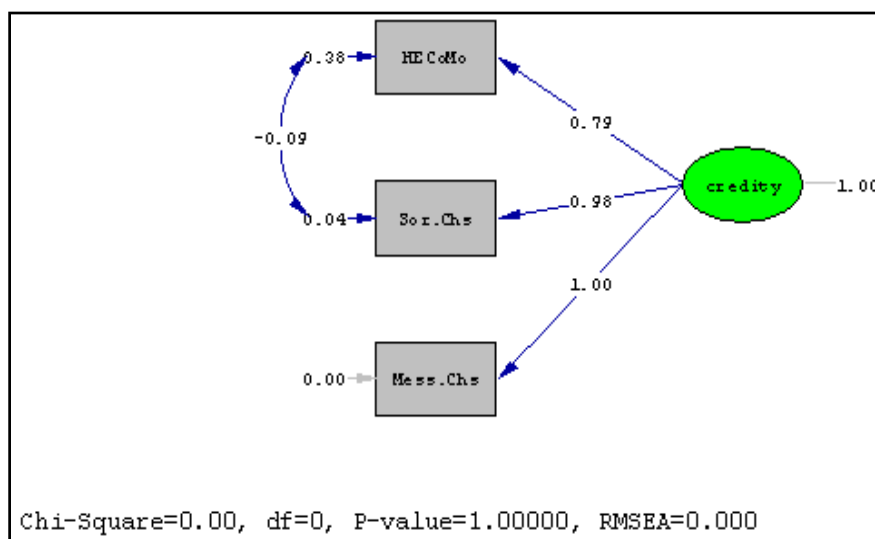 0.38
HECoMo
0.79
-0.09
credity
1.00
0.04
Sor.Chs
0.98
1.00
0.00
Mess.Chs
Chi-Square=0.00, df=0, P-value=1.00000, RMSEA=0.000